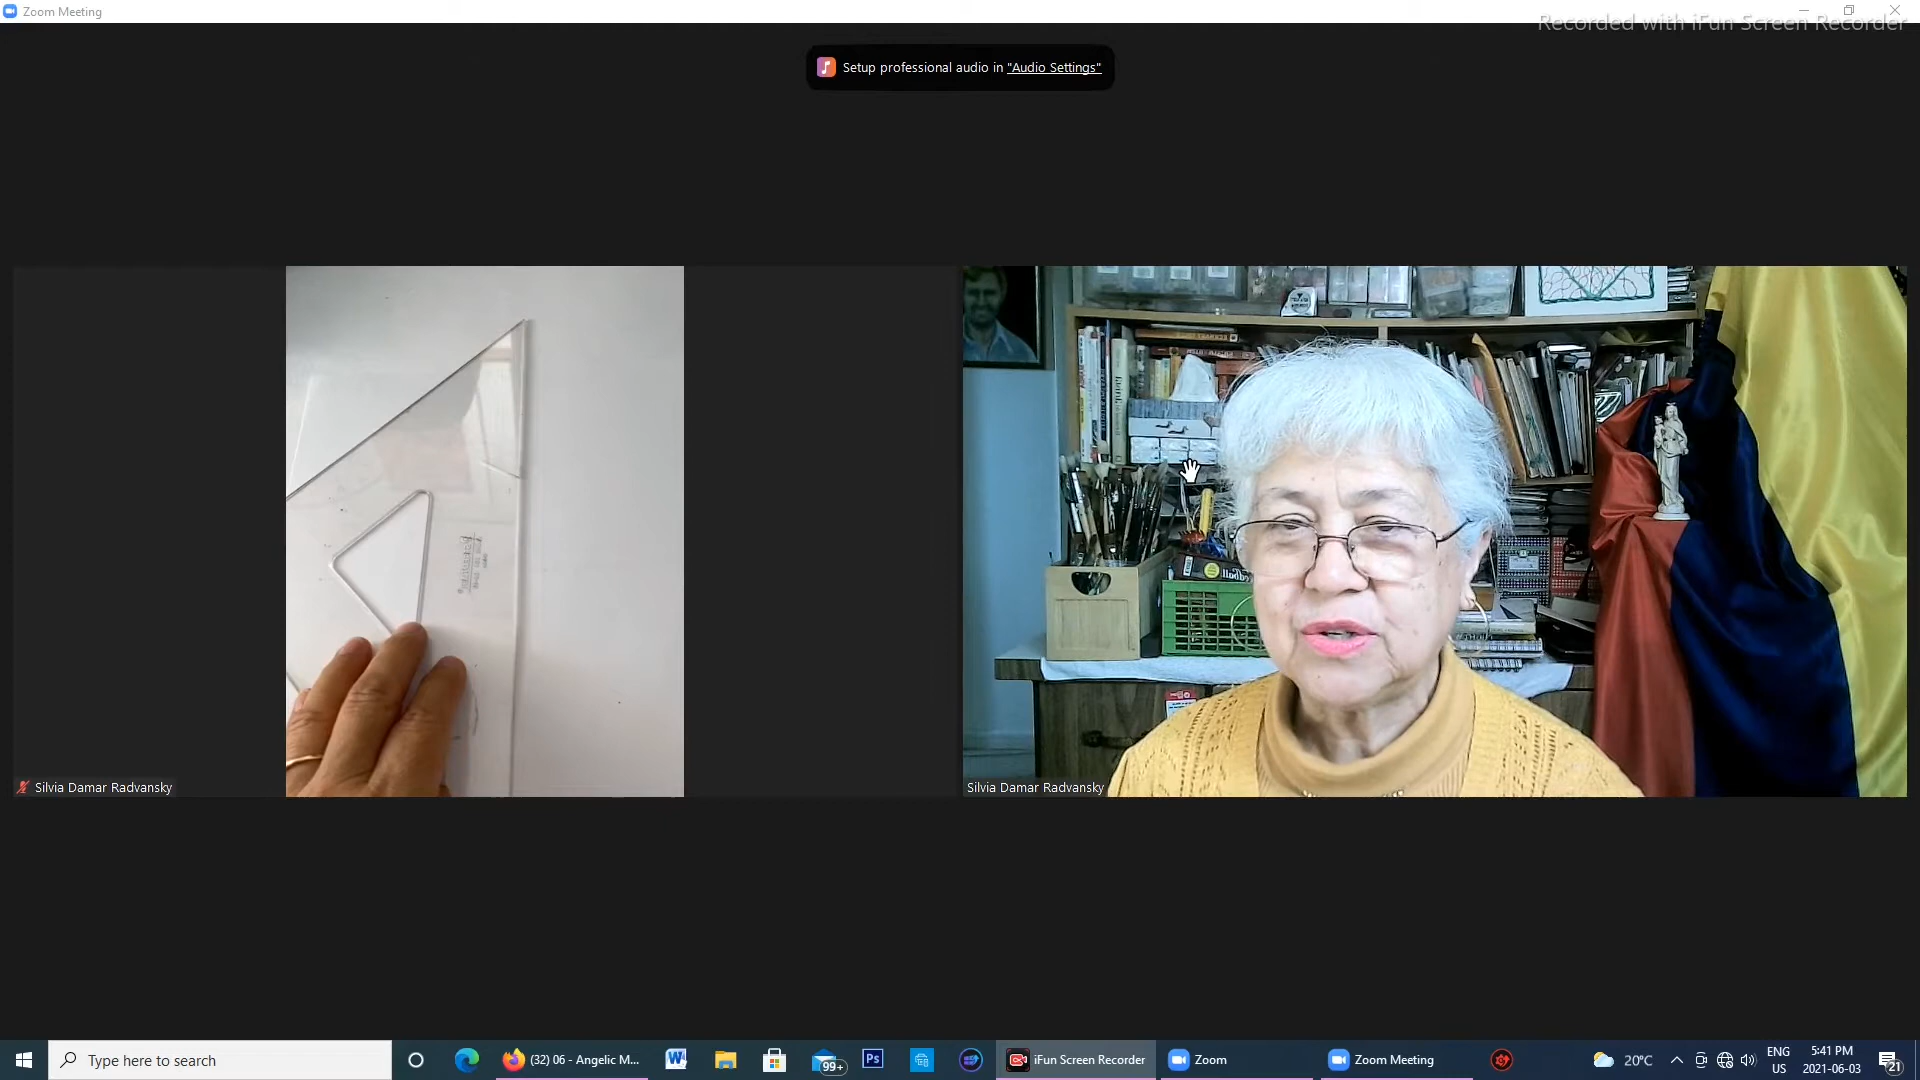 Zoom Meeting
Recorded with iFun Screen Recorder
Setup professional audio in "Audio Settings"
Silvia Damar Radvansky
Silvia Damar Radvansky
Type here to search
(32) 06 - Angelic M...
99+
Ps
iFun Screen Recorder
Zoom
Zoom Meeting
20°C
ENG
US
5:41 PM
2021-06-03
21